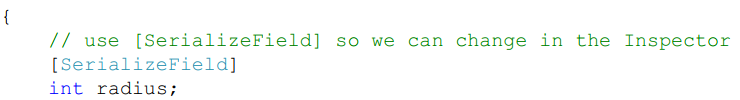 {
// use [SerializeField] so we can change in the Inspector
[SerializeField]
int radius;